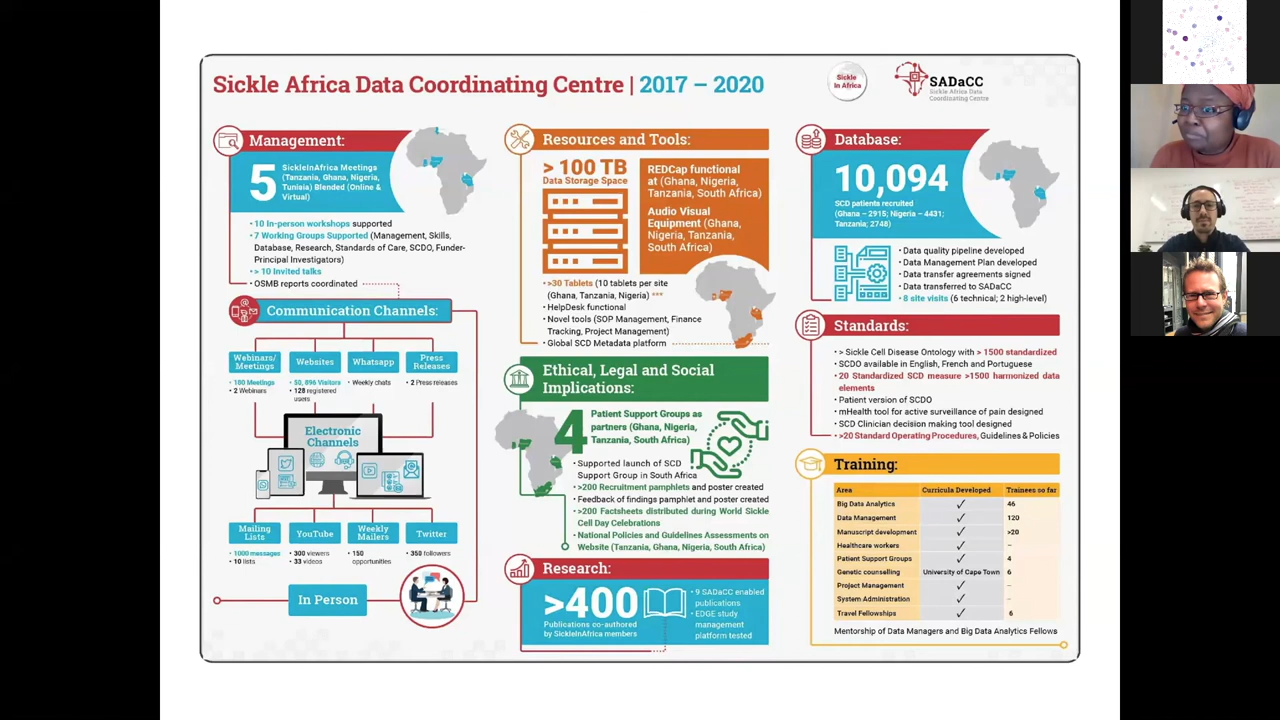 Sickle Africa Data Coordinating Centre | 2017 – 2020
Sickle
In Africa
SADaCC
Sickle Africa Data
Coordinating Centre
Management:
5
SickleInAfrica Meetings
(Tanzania, Ghana, Nigeria,
Tunisia) Blended (Online &
Virtual)
• 10 In-person workshops supported
• 7 Working Groups Supported (Management, Skills,
Database, Research, Standards of Care, SCDO, Funder-
Principal Investigators)
• > 10 Invited talks
• OSMB reports coordinated
Communication Channels:
Webinars/
Meetings
• 180 Meetings
• 2 Webinars
Websites
• 50, 896 Visitors
• 128 registered
users
Whatsapp
• Weekly chats
Press
Releases
• 2 Press releases
Electronic
Channels
Mailing
Lists
• 1000 messages
• 10 lists
YouTube
• 300 viewers
• 33 videos
Weekly
Mailers
• 150
opportunities
Twitter
• 350 followers
In Person
Resources and Tools:
> 100 TB
Data Storage Space
REDCap functional
at (Ghana, Nigeria,
Tanzania, South Africa)
Audio Visual
Equipment (Ghana,
Nigeria, Tanzania,
South Africa)
• >30 Tablets (10 tablets per site
(Ghana, Tanzania, Nigeria) ***
• HelpDesk functional
• Novel tools (SOP Management, Finance
Tracking, Project Management)
• Global SCD Metadata platform
Ethical, Legal and Social
Implications:
4
Patient Support Groups as
partners (Ghana, Nigeria,
Tanzania, South Africa)
• Supported launch of SCD
Support Group in South Africa
• >200 Recruitment pamphlets and poster created
• Feedback of findings pamphlet and poster created
• >200 Factsheets distributed during World Sickle
Cell Day Celebrations
• National Policies and Guidelines Assessments on
Website (Tanzania, Ghana, Nigeria, South Africa)
Research:
>400
Publications co-authored
by SickleInAfrica members
• 9 SADaCC enabled
publications
• EDGE study
management
platform tested
Database:
10,094
SCD patients recruited
(Ghana – 2915; Nigeria – 4431;
Tanzania; 2748)
• Data quality pipeline developed
• Data Management Plan developed
• Data transfer agreements signed
• Data transferred to SADaCC
• 8 site visits (6 technical; 2 high-level)
Standards:
• > Sickle Cell Disease Ontology with > 1500 standardized
• SCDO available in English, French and Portuguese
• 20 Standardized SCD measure >1500 harmonized data
elements
• Patient version of SCDO
• mHealth tool for active surveillance of pain designed
• SCD Clinician decision making tool designed
• >20 Standard Operating Procedures, Guidelines & Policies
Training:
Area Curricula Developed Trainees so far
Big Data Analytics ✓ 46
Data Management ✓ 120
Manuscript development ✓ >20
Healthcare workers ✓ –
Patient Support Groups ✓ 4
Genetic counselling University of Cape Town 6
Project Management ✓ –
System Administration ✓ –
Travel Fellowships ✓ 6
Mentorship of Data Managers and Big Data Analytics Fellows